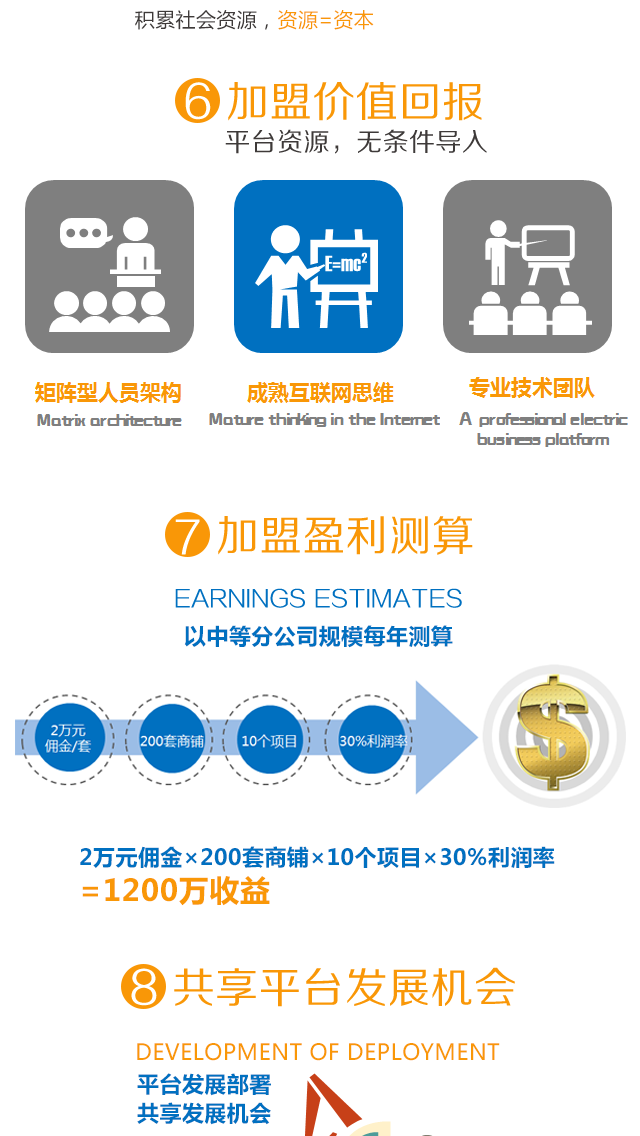 积累社会资源，资源=资本
6 加盟价值回报
平台资源，无条件导入
E=mc²
矩阵型人员架构
Matrix architecture
成熟互联网思维
Mature thinking in the Internet
专业技术团队
A professional electric
business platform
7 加盟盈利测算
EARNINGS ESTIMATES
以中等分公司规模每年测算
2万元
佣金/套
200套商铺
10个项目
30%利润率
$
2万元佣金×200套商铺×10个项目×30%利润率
=1200万收益
8 共享平台发展机会
DEVELOPMENT OF DEPLOYMENT
平台发展部署
共享发展机会